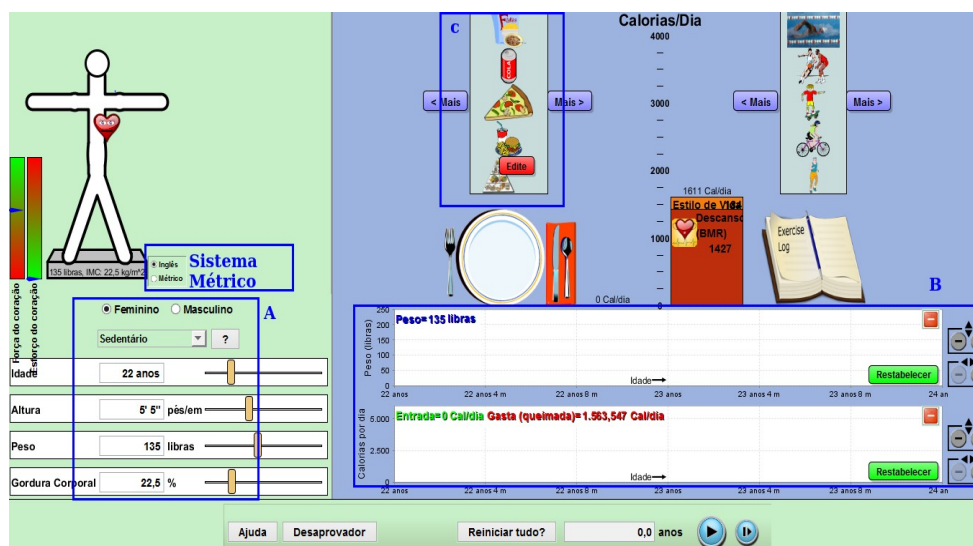 135 libras, IMC: 22,5 kg/m^2
Inglês
Métrico
Sistema
Métrico
Força do coração
Esforço do coração
Feminino
Masculino
A
Sedentário
?
Idade
22 anos
Altura
5' 5"
pés/em
Peso
135
libras
Gordura Corporal
22,5
%
c
COLA
< Mais
Mais >
Edite
Calorias/Dia
4000
3000
2000
1000
0
0 Cal/dia
1611 Cal/dia
Estilo de Vida
Descanso
(BMR)
1427
< Mais
Mais >
Exercise
Log
B
Peso (libras)
250
200
150
100
50
0
Peso=135 libras
Idade
Restabelecer
22 anos
22 anos 4 m
22 anos 8 m
23 anos
23 anos 4 m
23 anos 8 m
24 an
Calorias por dia
5.000
2.500
0
Entrada=0 Cal/dia Gasta (queimada)=1.563,547 Cal/dia
Idade
Restabelecer
22 anos
22 anos 4 m
22 anos 8 m
23 anos
23 anos 4 m
23 anos 8 m
24 an
Ajuda
Desaprovador
Reiniciar tudo?
0,0
anos